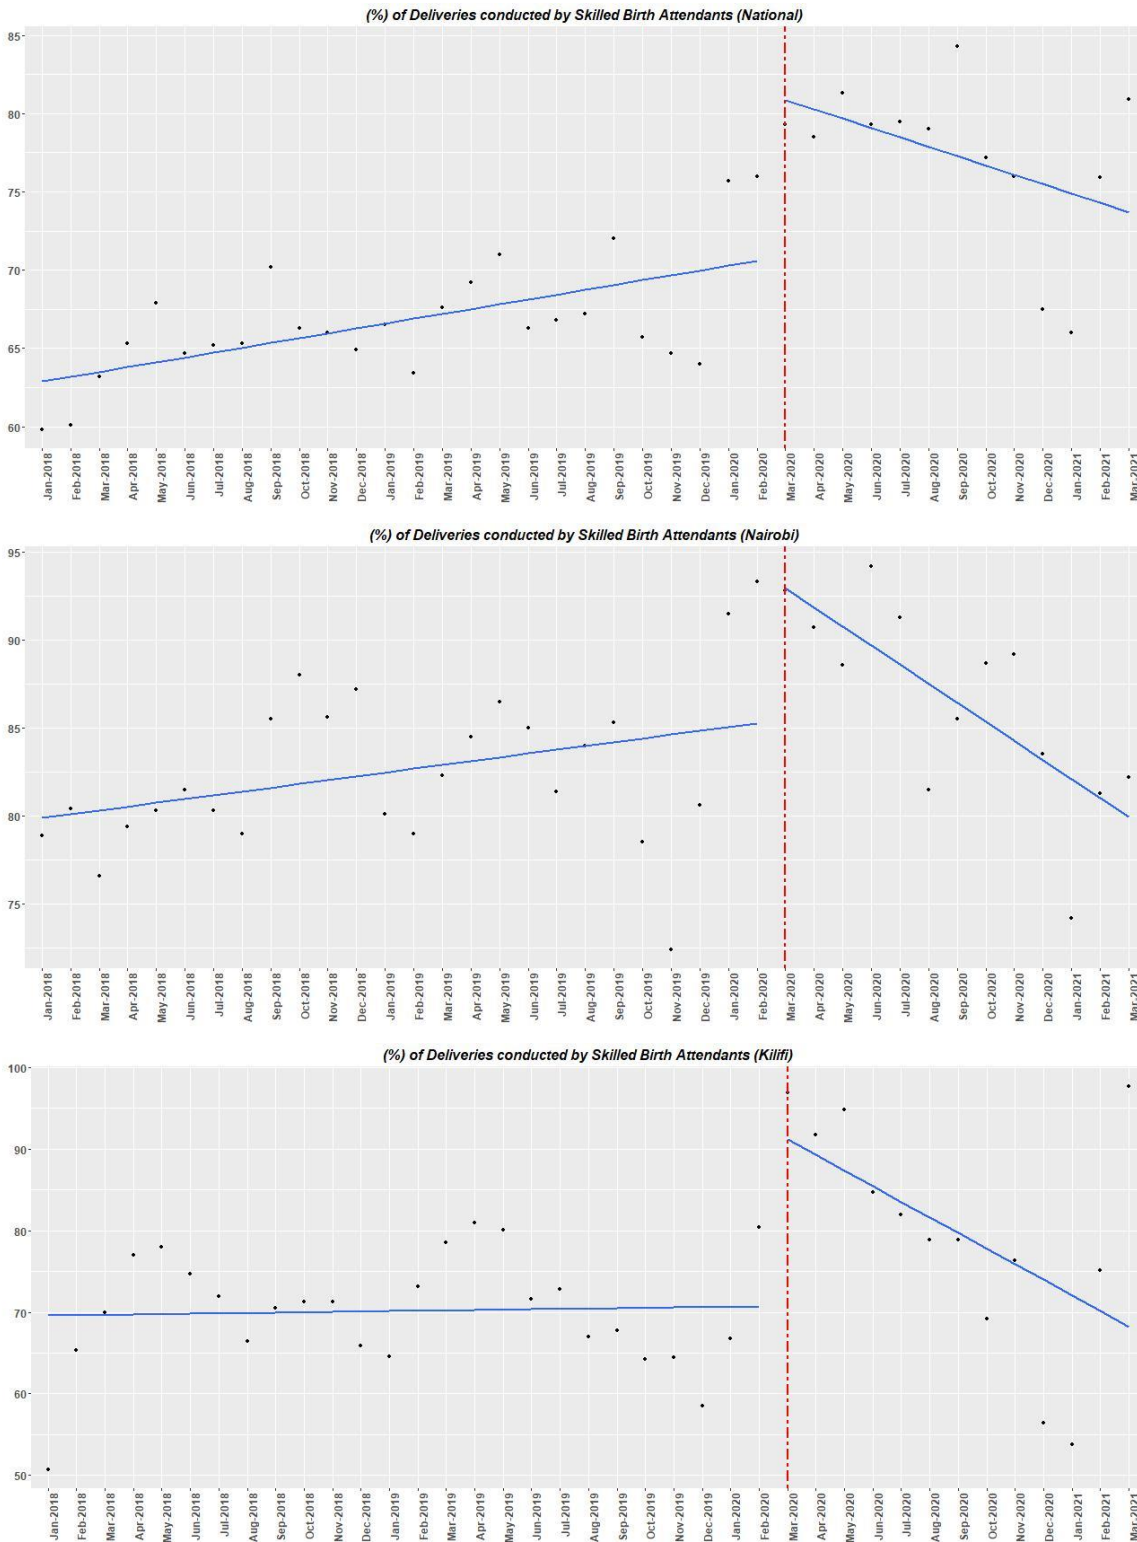 (%) of Deliveries conducted by Skilled Birth Attendants (National)
85
80
75
70
65
60
Jan-2018
Feb-2018
Mar-2018
Apr-2018
May-2018
Jun-2018
Jul-2018
Aug-2018
Sep-2018
Oct-2018
Nov-2018
Dec-2018
Jan-2019
Feb-2019
Mar-2019
Apr-2019
May-2019
Jun-2019
Jul-2019
Aug-2019
Sep-2019
Oct-2019
Nov-2019
Dec-2019
Jan-2020
Feb-2020
Mar-2020
Apr-2020
May-2020
Jun-2020
Jul-2020
Aug-2020
Sep-2020
Oct-2020
Nov-2020
Dec-2020
Jan-2021
Feb-2021
Mar-2021
(%) of Deliveries conducted by Skilled Birth Attendants (Nairobi)
95
90
85
80
75
Jan-2018
Feb-2018
Mar-2018
Apr-2018
May-2018
Jun-2018
Jul-2018
Aug-2018
Sep-2018
Oct-2018
Nov-2018
Dec-2018
Jan-2019
Feb-2019
Mar-2019
Apr-2019
May-2019
Jun-2019
Jul-2019
Aug-2019
Sep-2019
Oct-2019
Nov-2019
Dec-2019
Jan-2020
Feb-2020
Mar-2020
Apr-2020
May-2020
Jun-2020
Jul-2020
Aug-2020
Sep-2020
Oct-2020
Nov-2020
Dec-2020
Jan-2021
Feb-2021
Mar-2021
(%) of Deliveries conducted by Skilled Birth Attendants (Kilifi)
100
90
80
70
60
50
Jan-2018
Feb-2018
Mar-2018
Apr-2018
May-2018
Jun-2018
Jul-2018
Aug-2018
Sep-2018
Oct-2018
Nov-2018
Dec-2018
Jan-2019
Feb-2019
Mar-2019
Apr-2019
May-2019
Jun-2019
Jul-2019
Aug-2019
Sep-2019
Oct-2019
Nov-2019
Dec-2019
Jan-2020
Feb-2020
Mar-2020
Apr-2020
May-2020
Jun-2020
Jul-2020
Aug-2020
Sep-2020
Oct-2020
Nov-2020
Dec-2020
Jan-2021
Feb-2021
Mar-2021